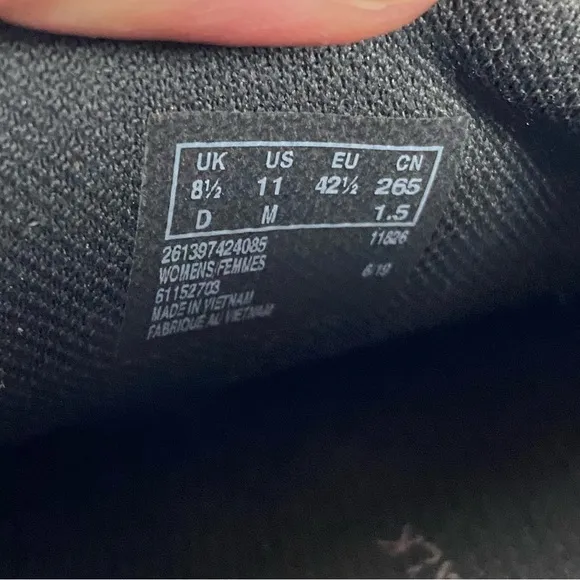 UK US EU CN
8½ 11 42½ 265
D M 1.5
261397424085 11826
WOMENS/FEMMES
61152703 6/19
MADE IN VIETNAM
FABRIQUE AU VIETNAM